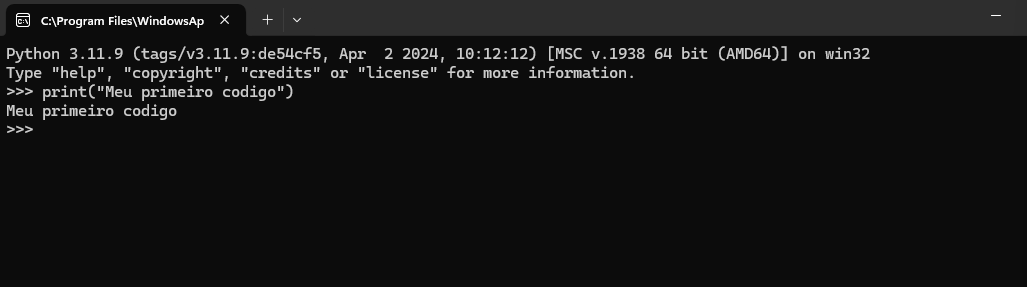 C:\Program Files\WindowsAp
Python 3.11.9 (tags/v3.11.9:de54cf5, Apr  2 2024, 10:12:12) [MSC v.1938 64 bit (AMD64)] on win32
Type "help", "copyright", "credits" or "license" for more information.
>>> print("Meu primeiro codigo")
Meu primeiro codigo
>>>